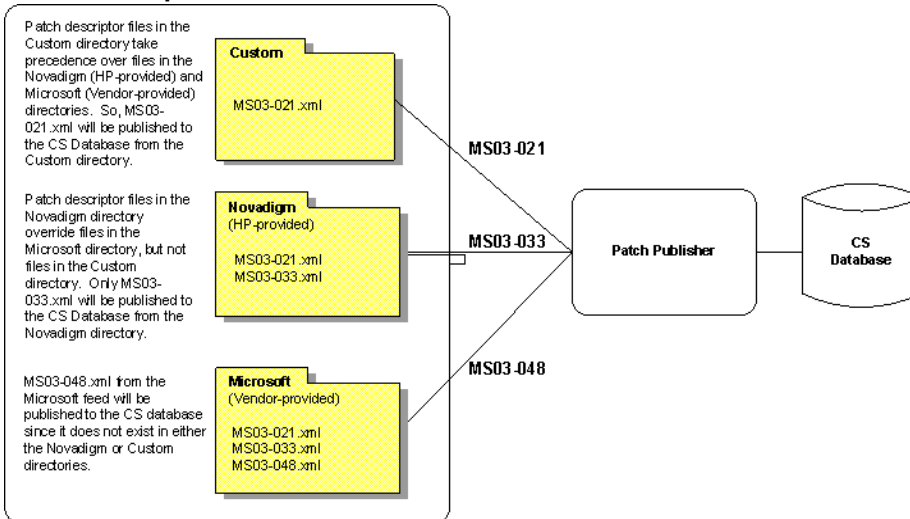 Patch descriptor files in the
Custom directory take
precedence over files in the
Novadigm (HP-provided) and
Microsoft (Vendor-provided)
directories. So, MS03-
021.xml will be published to
the CS Database from the
Custom directory.
Custom
MS03-021.xml
MS03-021
Patch descriptor files in the
Novadigm directory
override files in the
Microsoft directory, but not
files in the Custom
directory. Only MS03-
033.xml will be published to
the CS Database from the
Novadigm directory.
Novadigm
(HP-provided)
MS03-021.xml
MS03-033.xml
MS03-033
Patch Publisher
CS
Database
MS03-048.xml from the
Microsoft feed will be
published to the CS database
since it does not exist in either
the Novadigm or Custom
directories.
Microsoft
(Vendor-provided)
MS03-021.xml
MS03-033.xml
MS03-048.xml
MS03-048